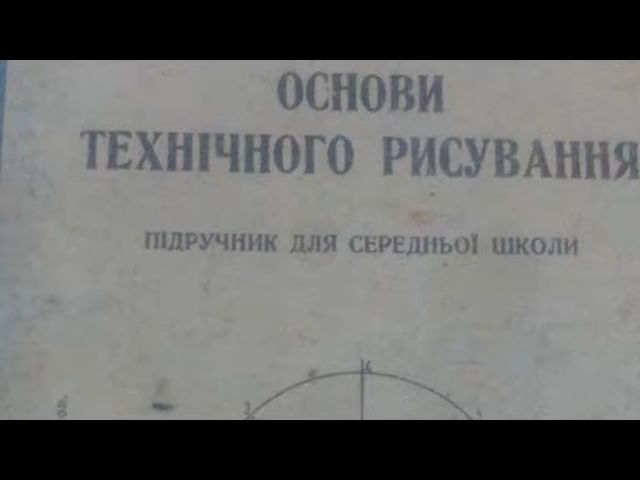 ОСНОВИ
ТЕХНІЧНОГО РИСУВАННЯ
ПІДРУЧНИК ДЛЯ СЕРЕДНЬОЇ ШКОЛИ